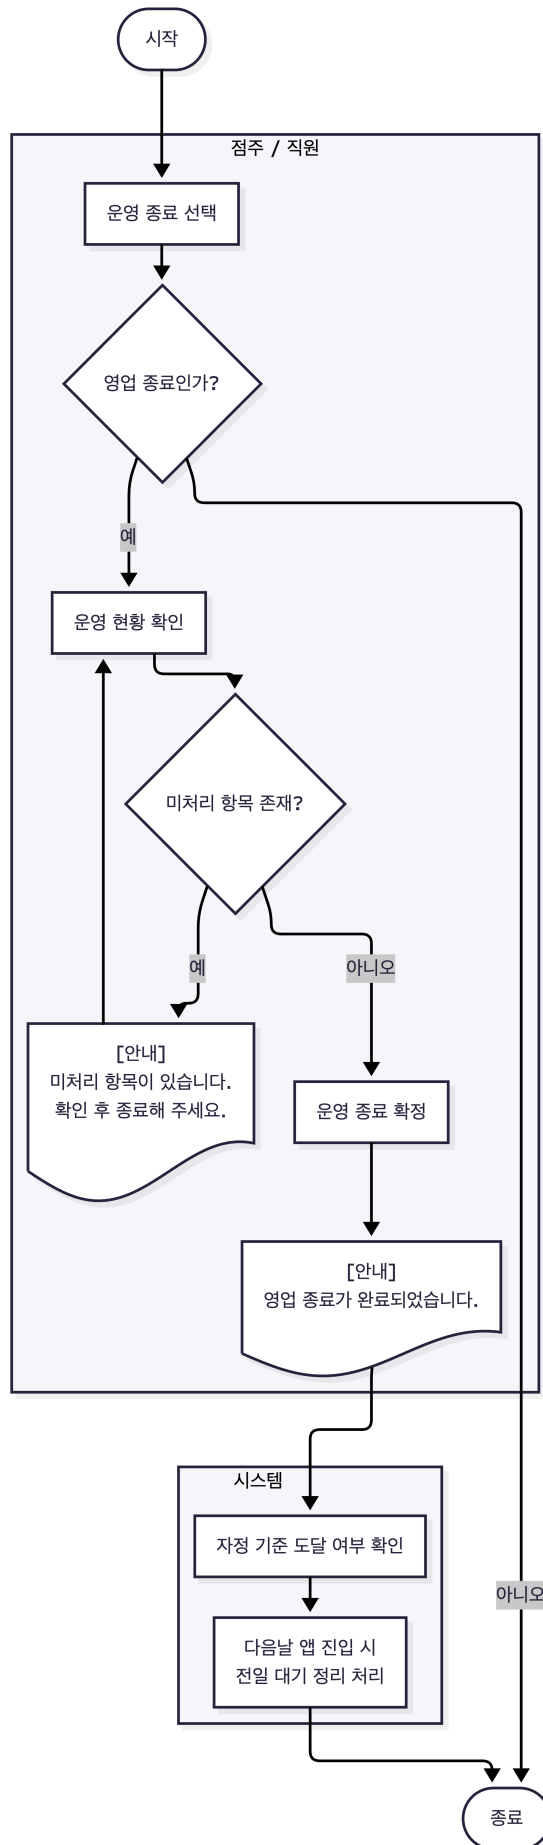 시작
점주 / 직원
운영 종료 선택
영업 종료인가?
예
운영 현황 확인
미처리 항목 존재?
예
아니오
[안내]
미처리 항목이 있습니다.
확인 후 종료해 주세요.
운영 종료 확정
[안내]
영업 종료가 완료되었습니다.
시스템
자정 기준 도달 여부 확인
아니오
다음날 앱 진입 시
전일 대기 정리 처리
종료